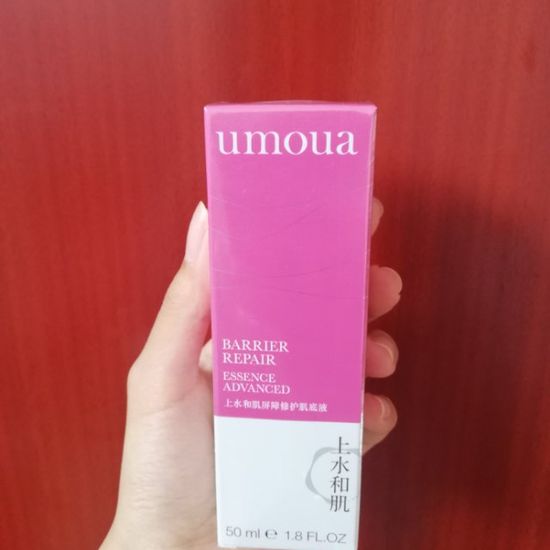 umoua
BARRIER
REPAIR
ESSENCE
ADVANCED
上水和肌屏障修护肌底液
上水和肌
50 ml ℮ 1.8 FL.OZ